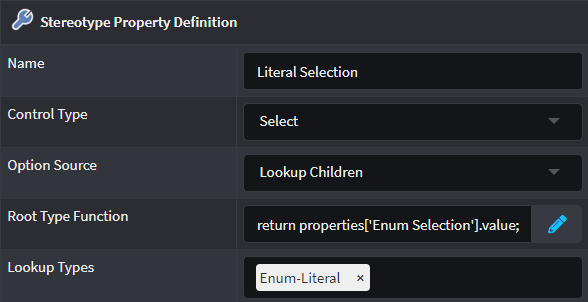 Stereotype Property Definition
Name
Literal Selection
Control Type
Select
Option Source
Lookup Children
Root Type Function
return properties['Enum Selection'].value;
Lookup Types
Enum-Literal ×